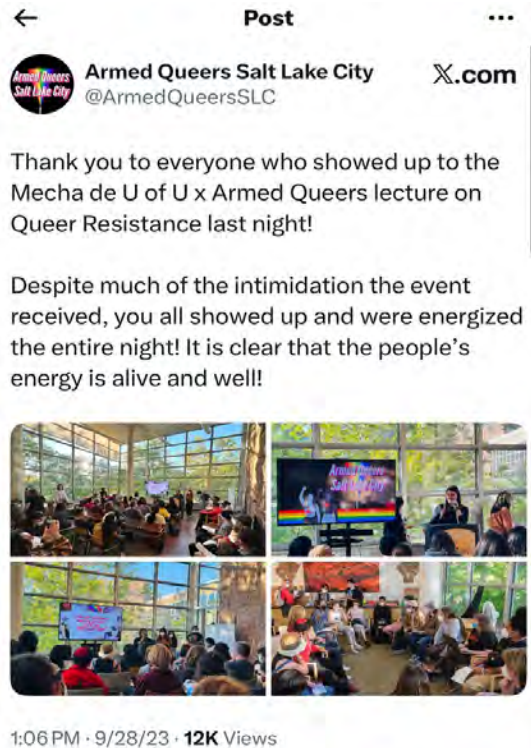 Post
Armed Queers
Salt Lake City
Armed Queers Salt Lake City
X.com
@ArmedQueersSLC
Thank you to everyone who showed up to the
Mecha de U of U x Armed Queers lecture on
Queer Resistance last night!
Despite much of the intimidation the event
received, you all showed up and were energized
the entire night! It is clear that the people’s
energy is alive and well!
Armed Queers
Salt Lake City
1:06 PM · 9/28/23 · 12K Views